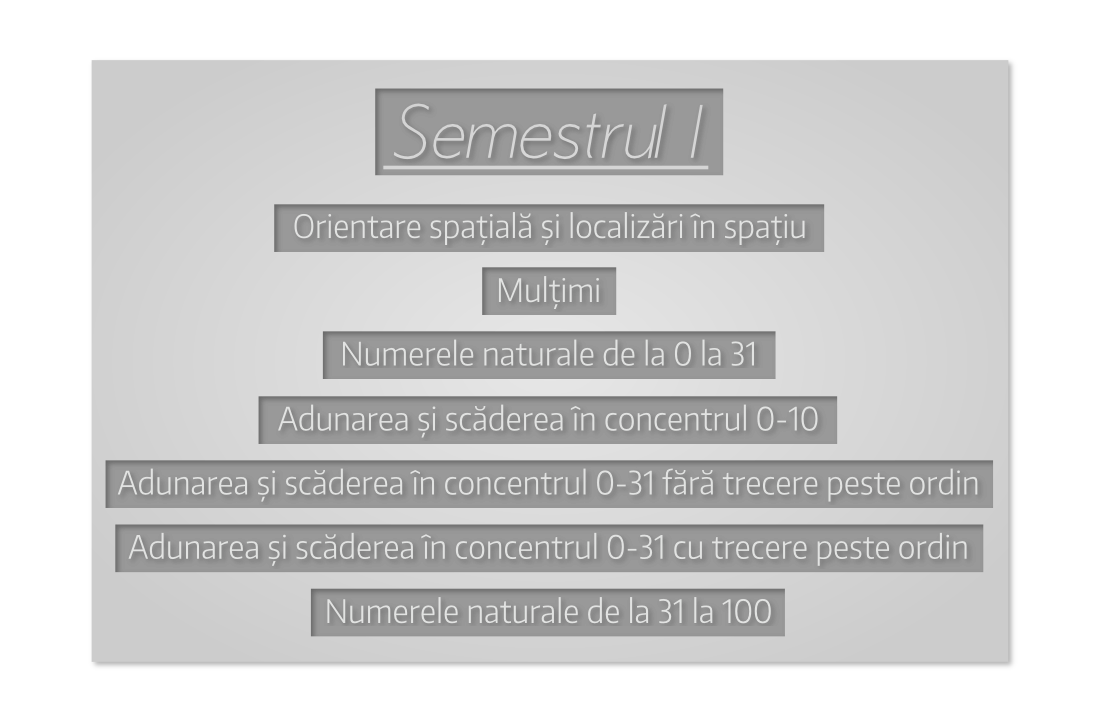 Semestrul I
Orientare spațială și localizări în spațiu
Mulțimi
Numerele naturale de la 0 la 31
Adunarea și scăderea în concentrul 0-10
Adunarea și scăderea în concentrul 0-31 fără trecere peste ordin
Adunarea și scăderea în concentrul 0-31 cu trecere peste ordin
Numerele naturale de la 31 la 100